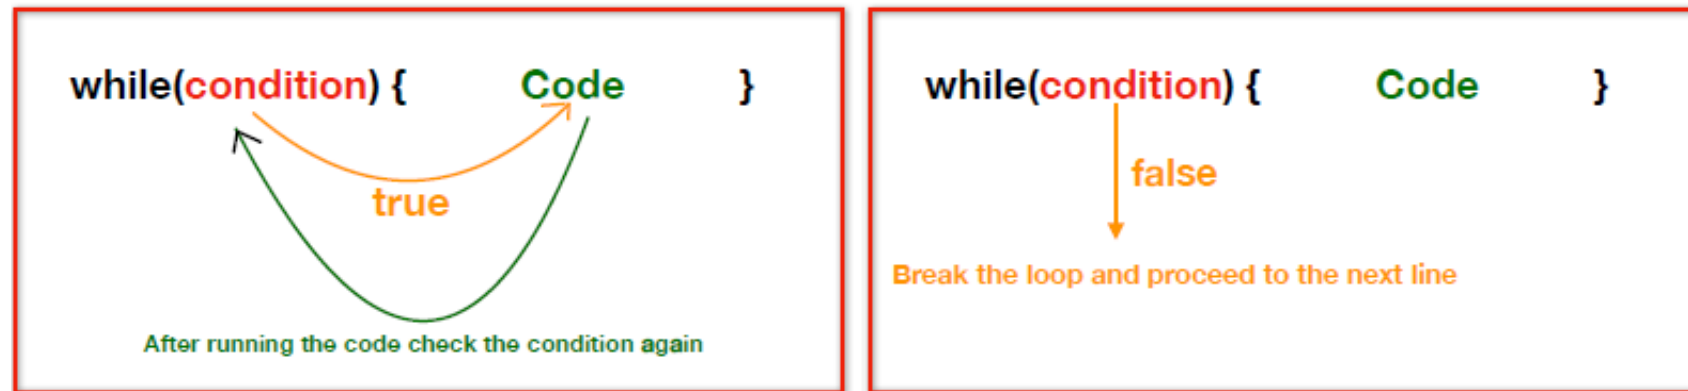 while(condition) { Code }
true
After running the code check the condition again
while(condition) { Code }
false
Break the loop and proceed to the next line